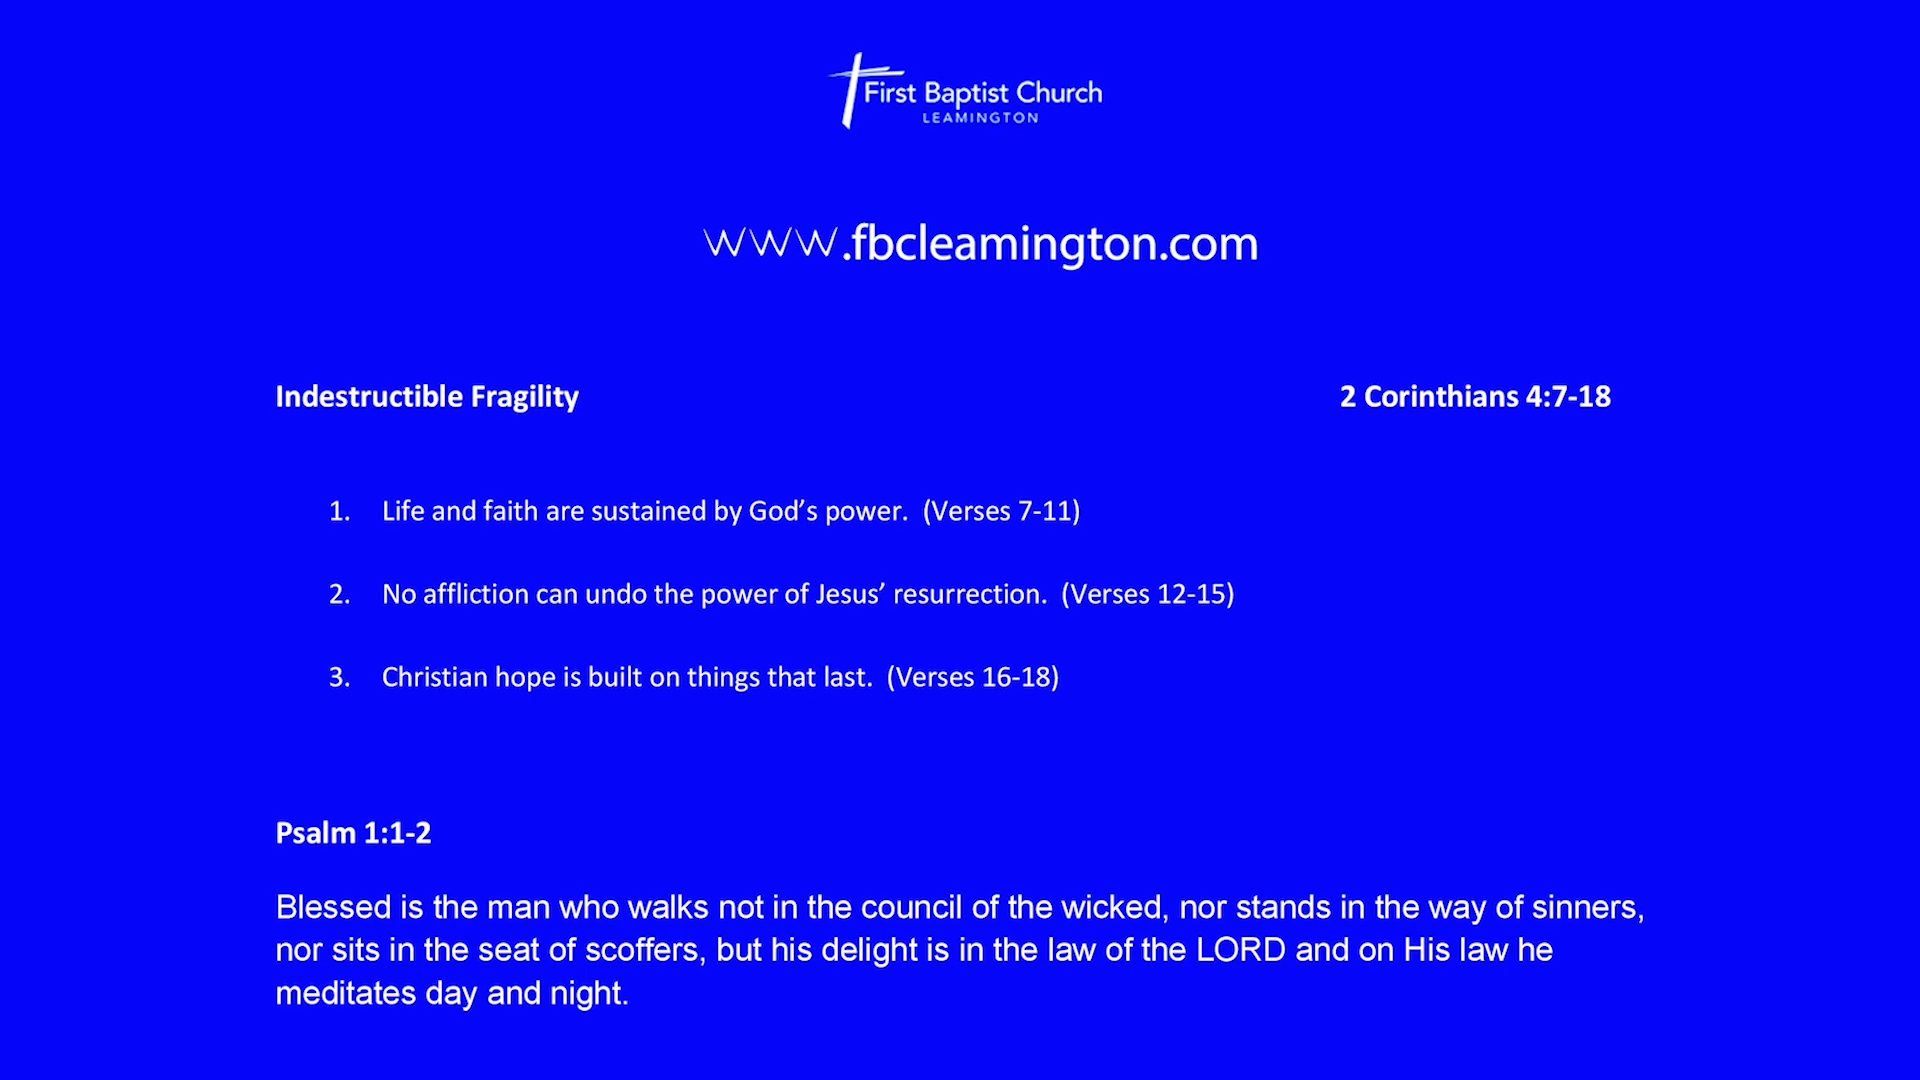 First Baptist Church
LEAMINGTON
www.fbcleamington.com
Indestructible Fragility 2 Corinthians 4:7-18
1. Life and faith are sustained by God’s power. (Verses 7-11)
2. No affliction can undo the power of Jesus’ resurrection. (Verses 12-15)
3. Christian hope is built on things that last. (Verses 16-18)
Psalm 1:1-2
Blessed is the man who walks not in the council of the wicked, nor stands in the way of sinners,
nor sits in the seat of scoffers, but his delight is in the law of the LORD and on His law he
meditates day and night.